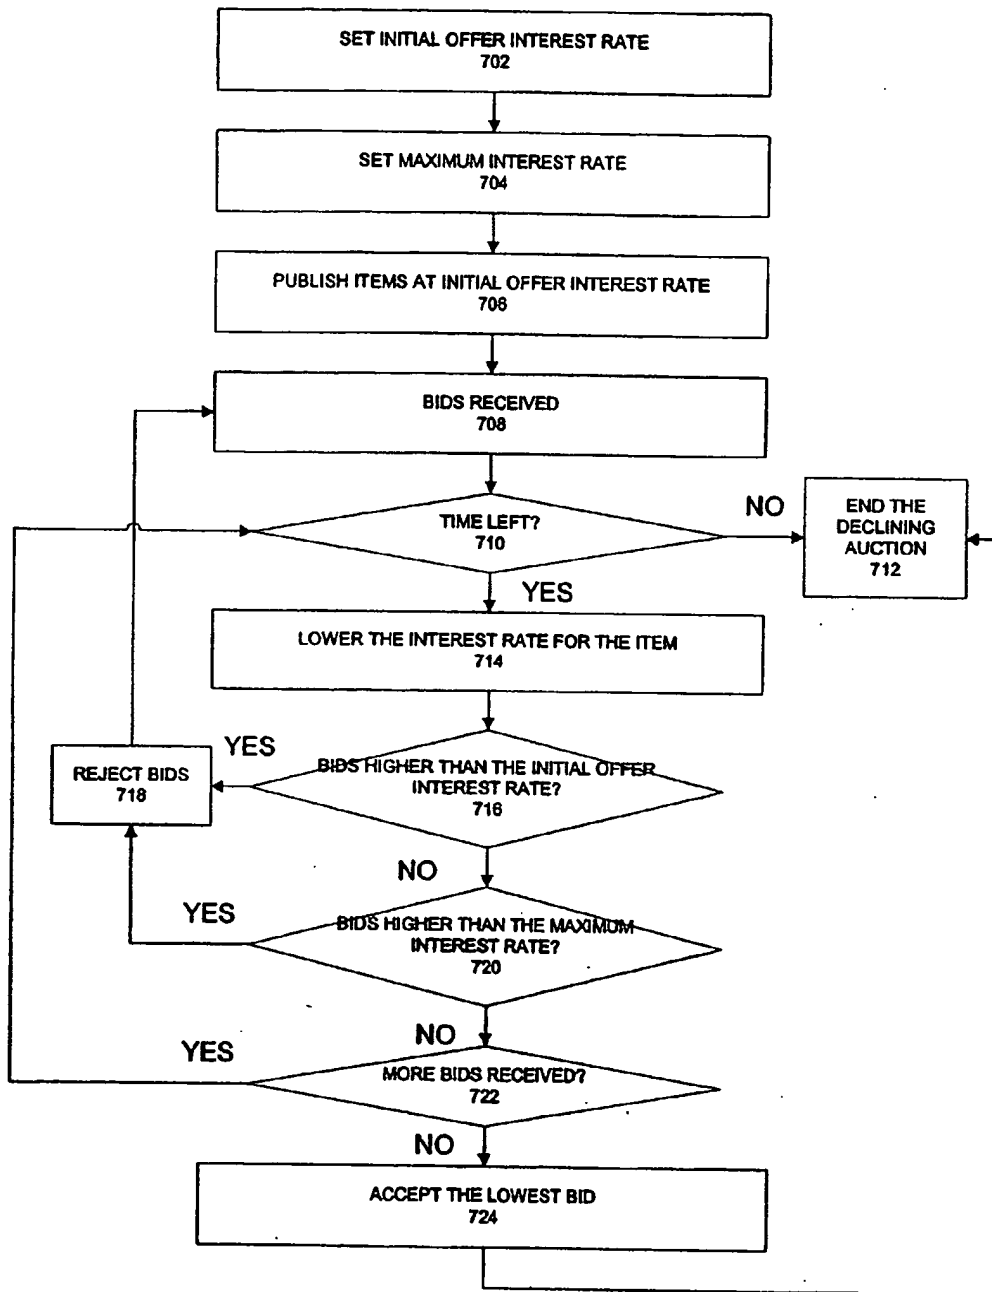 SET INITIAL OFFER INTEREST RATE
702
SET MAXIMUM INTEREST RATE
704
PUBLISH ITEMS AT INITIAL OFFER INTEREST RATE
706
BIDS RECEIVED
708
TIME LEFT?
710
NO
END THE
DECLINING
AUCTION
712
YES
LOWER THE INTEREST RATE FOR THE ITEM
714
YES
BIDS HIGHER THAN THE INITIAL OFFER
INTEREST RATE?
716
REJECT BIDS
718
NO
YES
BIDS HIGHER THAN THE MAXIMUM
INTEREST RATE?
720
NO
YES
MORE BIDS RECEIVED?
722
NO
ACCEPT THE LOWEST BID
724